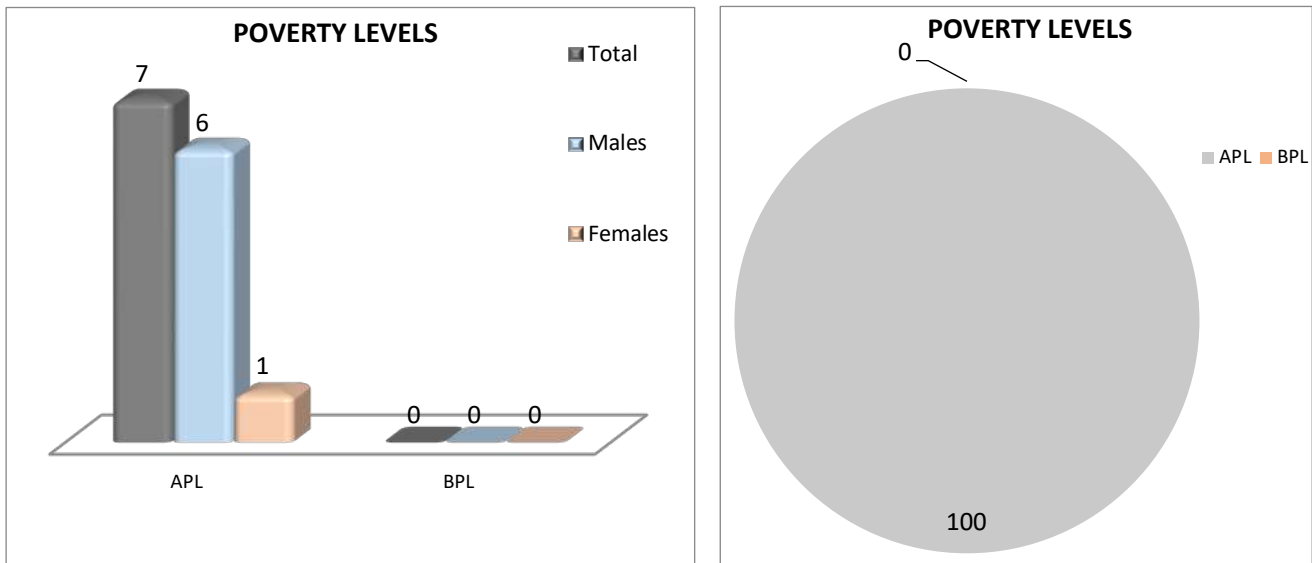 POVERTY LEVELS
Total
Males
Females
7
6
1
0 0 0
APL BPL
POVERTY LEVELS
0
APL BPL
100